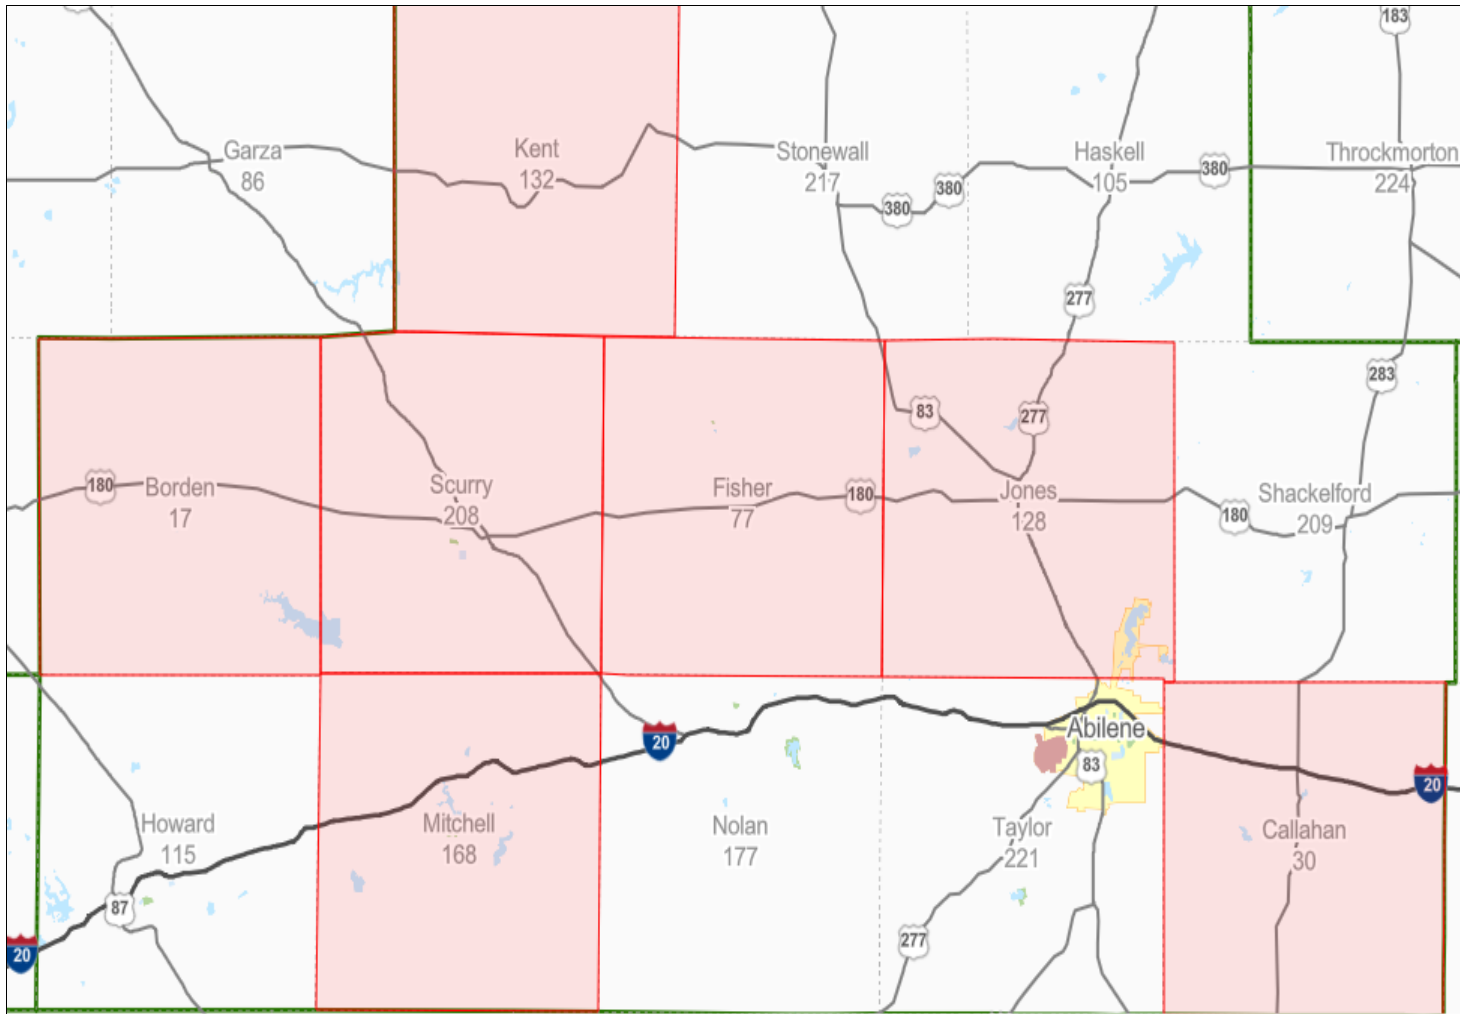 183
Garza
86
Kent
132
Stonewall
217
Haskell
105
Throckmorton
224
380
380
380
277
283
83
277
180
Borden
17
Scurry
208
Fisher
77
180
Jones
128
180
Shackelford
209
20
Abilene
83
20
Howard
115
Mitchell
168
Nolan
177
Taylor
221
Callahan
30
87
277
20